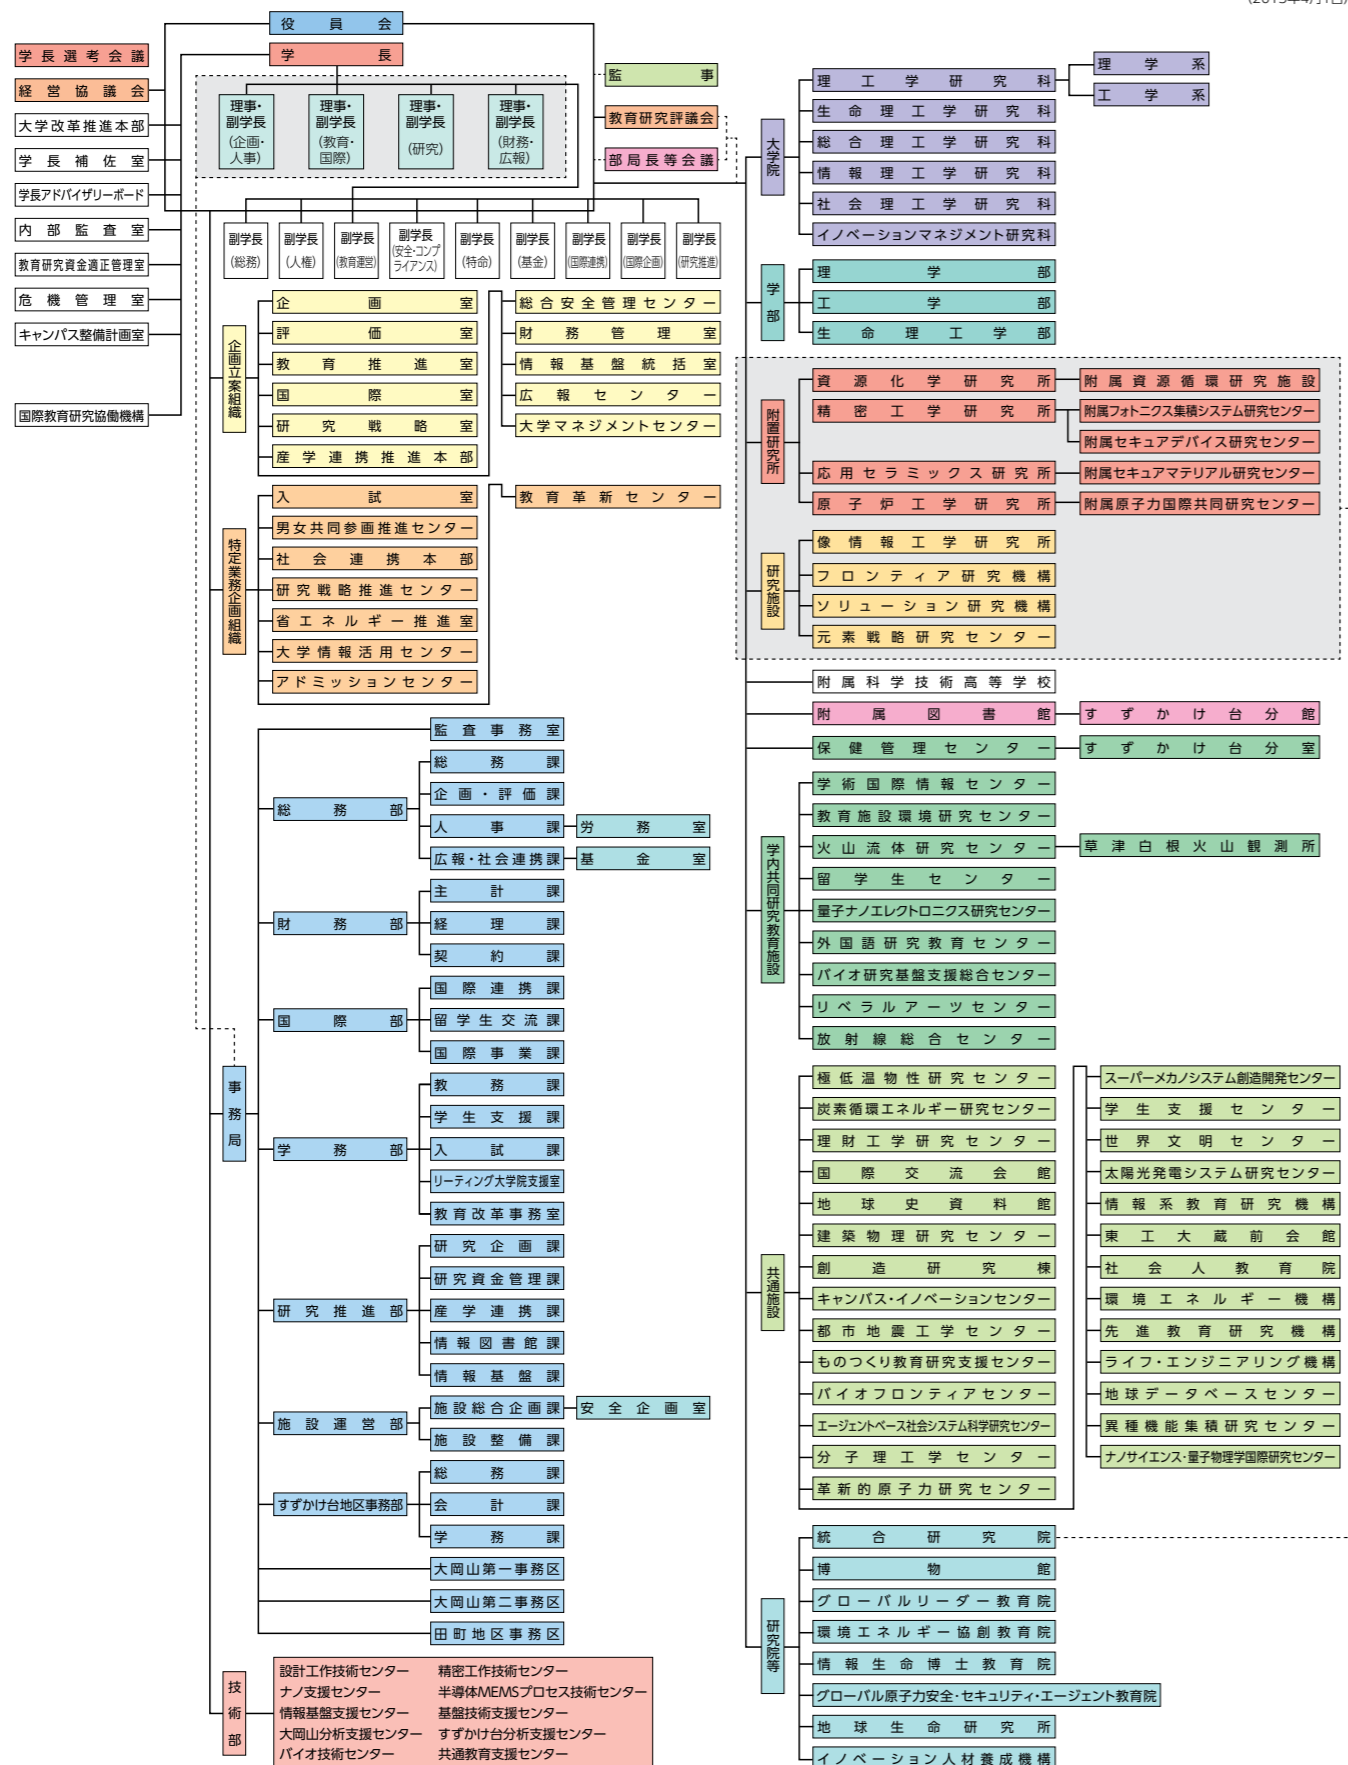 役員会
学長
学長選考会議
経営協議会
大学改革推進本部
学長補佐室
学長アドバイザリーボード
内部監査室
教育研究資金適正管理室
危機管理室
キャンパス整備計画室
国際教育研究協働機構
理事・
副学長
(企画・
人事)
理事・
副学長
(教育・
国際)
理事・
副学長
(研究)
理事・
副学長
(財務・
広報)
監事
教育研究評議会
部局長等会議
副学長
(総務)
副学長
(人権)
副学長
(教育運営)
副学長
(安全・コンプ
ライアンス)
副学長
(特命)
副学長
(基金)
副学長
(国際連携)
副学長
(国際企画)
副学長
(研究推進)
企画立案組織
企画室
評価室
教育推進室
国際室
研究戦略室
産学連携推進本部
総合安全管理センター
財務管理室
情報基盤統括室
広報センター
大学マネジメントセンター
特定業務企画組織
入試室
男女共同参画推進センター
社会連携本部
研究戦略推進センター
省エネルギー推進室
大学情報活用センター
アドミッションセンター
教育革新センター
事務局
監査事務室
総務部
総務課
企画・評価課
人事課
労務室
広報・社会連携課
基金室
財務部
主計課
経理課
契約課
国際部
国際連携課
留学生交流課
国際事業課
学務部
教務課
学生支援課
入試課
リーディング大学院支援室
教育改革事務室
研究推進部
研究企画課
研究資金管理課
産学連携課
情報図書館課
情報基盤課
施設運営部
施設総合企画課
安全企画室
施設整備課
すずかけ台地区事務部
総務課
会計課
学務課
大岡山第一事務区
大岡山第二事務区
田町地区事務区
技術部
設計工作技術センター 精密工作技術センター
ナノ支援センター 半導体MEMSプロセス技術センター
情報基盤支援センター 基盤技術支援センター
大岡山分析支援センター すずかけ台分析支援センター
バイオ技術センター 共通教育支援センター
大学院
理工学研究科
理学系
工学系
生命理工学研究科
総合理工学研究科
情報理工学研究科
社会理工学研究科
イノベーションマネジメント研究科
学部
理学部
工学部
生命理工学部
附置研究所
資源化学研究所
附属資源循環研究施設
精密工学研究所
附属フォトニクス集積システム研究センター
附属セキュアデバイス研究センター
応用セラミックス研究所
附属セキュアマテリアル研究センター
原子炉工学研究所
附属原子力国際共同研究センター
研究施設
像情報工学研究所
フロンティア研究機構
ソリューション研究機構
元素戦略研究センター
附属科学技術高等学校
附属図書館
すずかけ台分館
保健管理センター
すずかけ台分室
学内共同研究教育施設
学術国際情報センター
教育施設環境研究センター
火山流体研究センター
草津白根火山観測所
留学生センター
量子ナノエレクトロニクス研究センター
外国語研究教育センター
バイオ研究基盤支援総合センター
リベラルアーツセンター
放射線総合センター
共通施設
極低温物性研究センター
炭素循環エネルギー研究センター
理財工学研究センター
国際交流会館
地球史資料館
建築物理研究センター
創造研究棟
キャンパス・イノベーションセンター
都市地震工学センター
ものつくり教育研究支援センター
バイオフロンティアセンター
エージェントベース社会システム科学研究センター
分子理工学センター
革新的原子力研究センター
スーパーメカノシステム創造開発センター
学生支援センター
世界文明センター
太陽光発電システム研究センター
情報系教育研究機構
東工大蔵前会館
社会人教育院
環境エネルギー機構
先進教育研究機構
ライフ・エンジニアリング機構
地球データベースセンター
異種機能集積研究センター
ナノサイエンス・量子物理学国際研究センター
研究院等
統合研究院
博物館
グローバルリーダー教育院
環境エネルギー協創教育院
情報生命博士教育院
グローバル原子力安全・セキュリティ・エージェント教育院
地球生命研究所
イノベーション人材養成機構